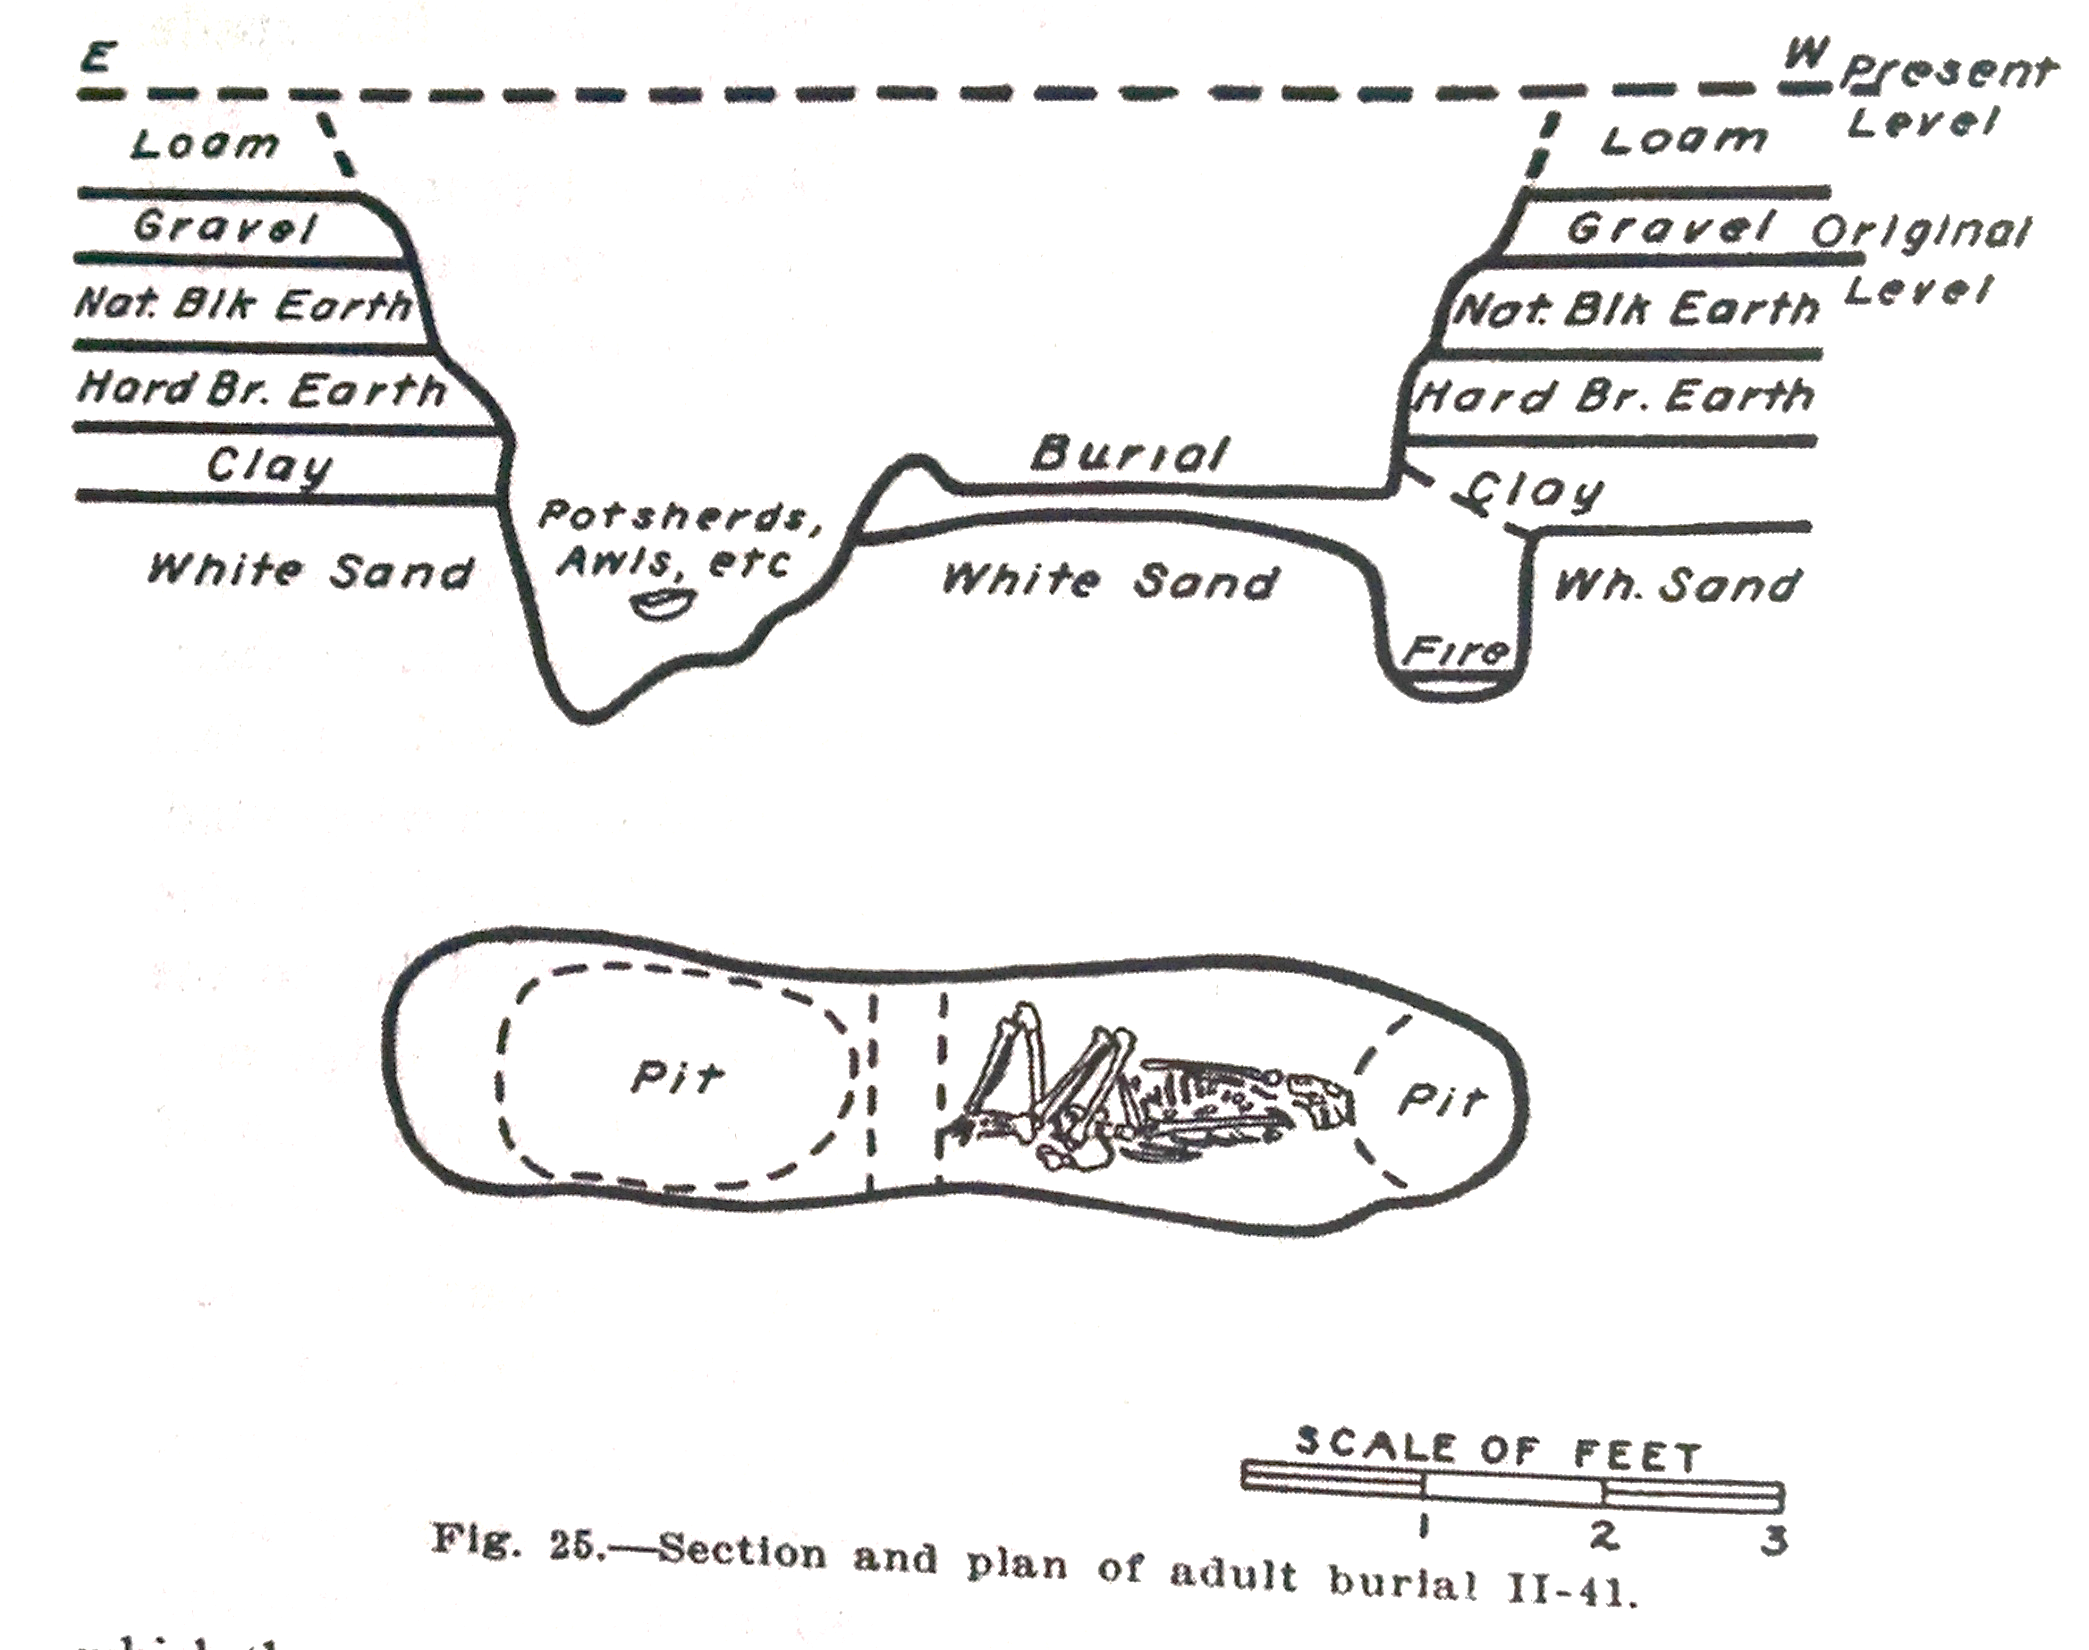 E
W
Present
Level
Loam
Loam
Gravel
Gravel
Original
Level
Nat. Blk Earth
Nat. Blk Earth
Hard Br. Earth
Hard Br. Earth
Clay
Burial
Clay
Potsherds,
Awls, etc
White Sand
White Sand
Wh. Sand
Fire
Pit
Pit
SCALE OF FEET
1 2 3
Fig. 25.—Section and plan of adult burial II-41.